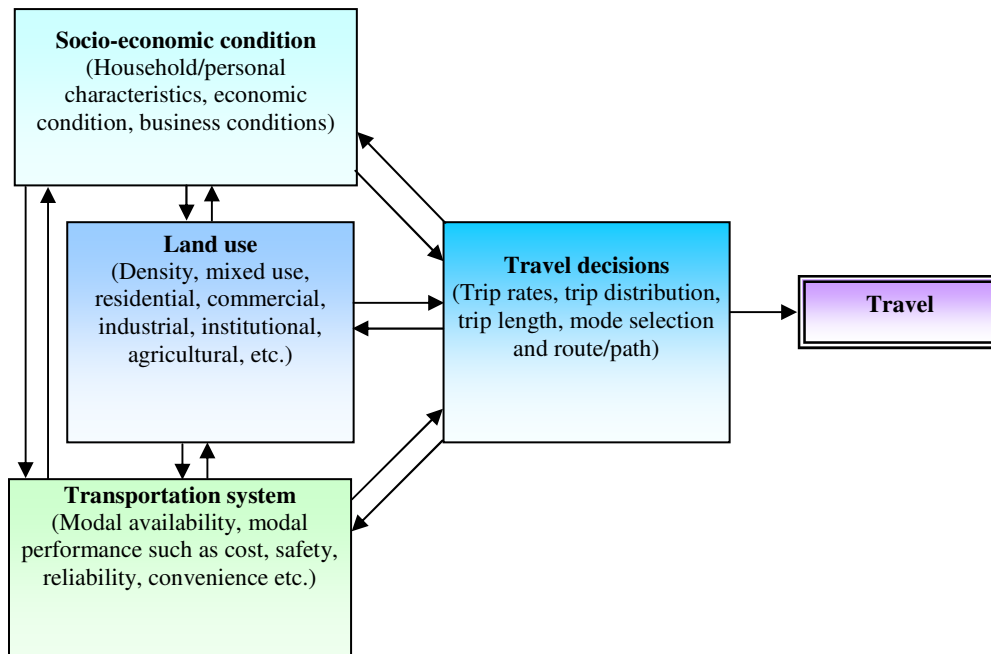 Socio-economic condition
(Household/personal
characteristics, economic
condition, business conditions)
Land use
(Density, mixed use,
residential, commercial,
industrial, institutional,
agricultural, etc.)
Travel decisions
(Trip rates, trip distribution,
trip length, mode selection
and route/path)
Travel
Transportation system
(Modal availability, modal
performance such as cost, safety,
reliability, convenience etc.)